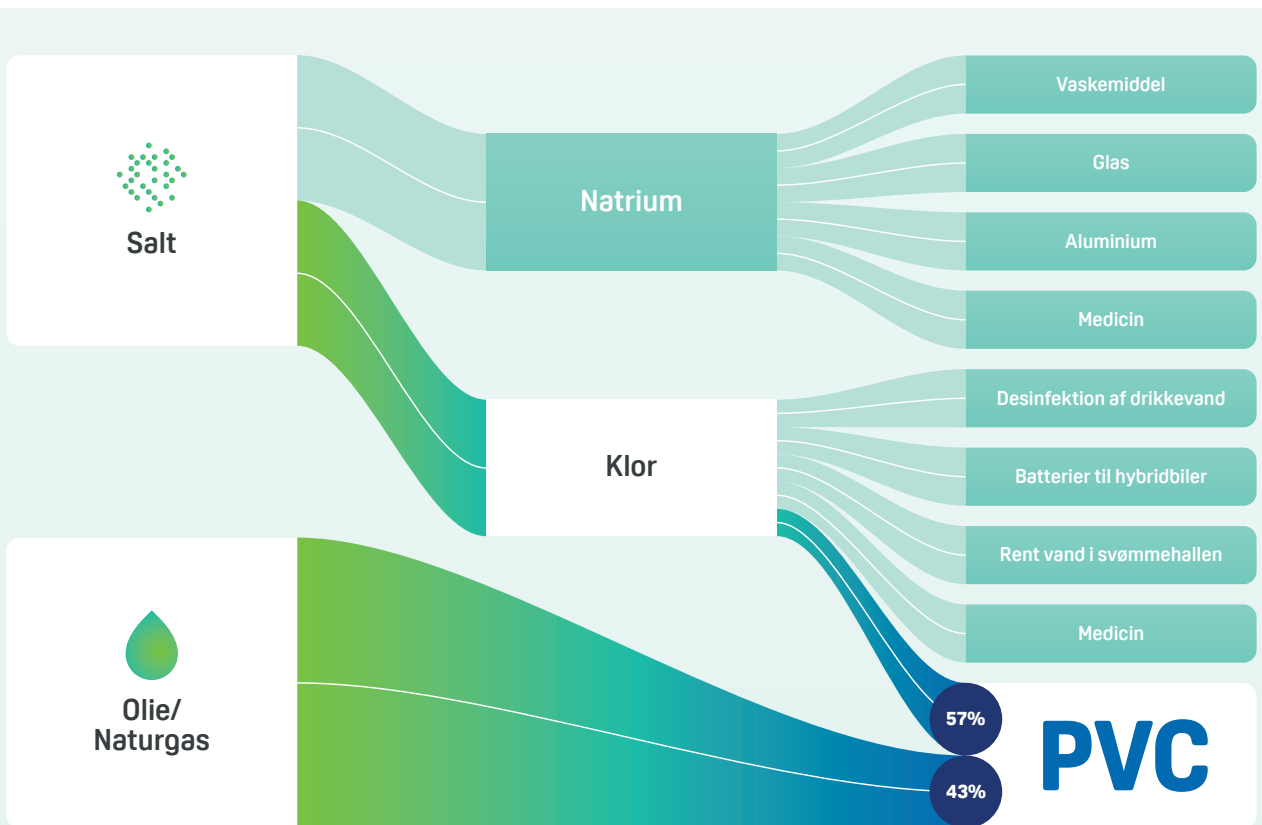 Salt
Natrium
Vaskemiddel
Glas
Aluminium
Medicin
Klor
Desinfektion af drikkevand
Batterier til hybridbiler
Rent vand i svømmehallen
Medicin
Olie/
Naturgas
57%
43%
PVC